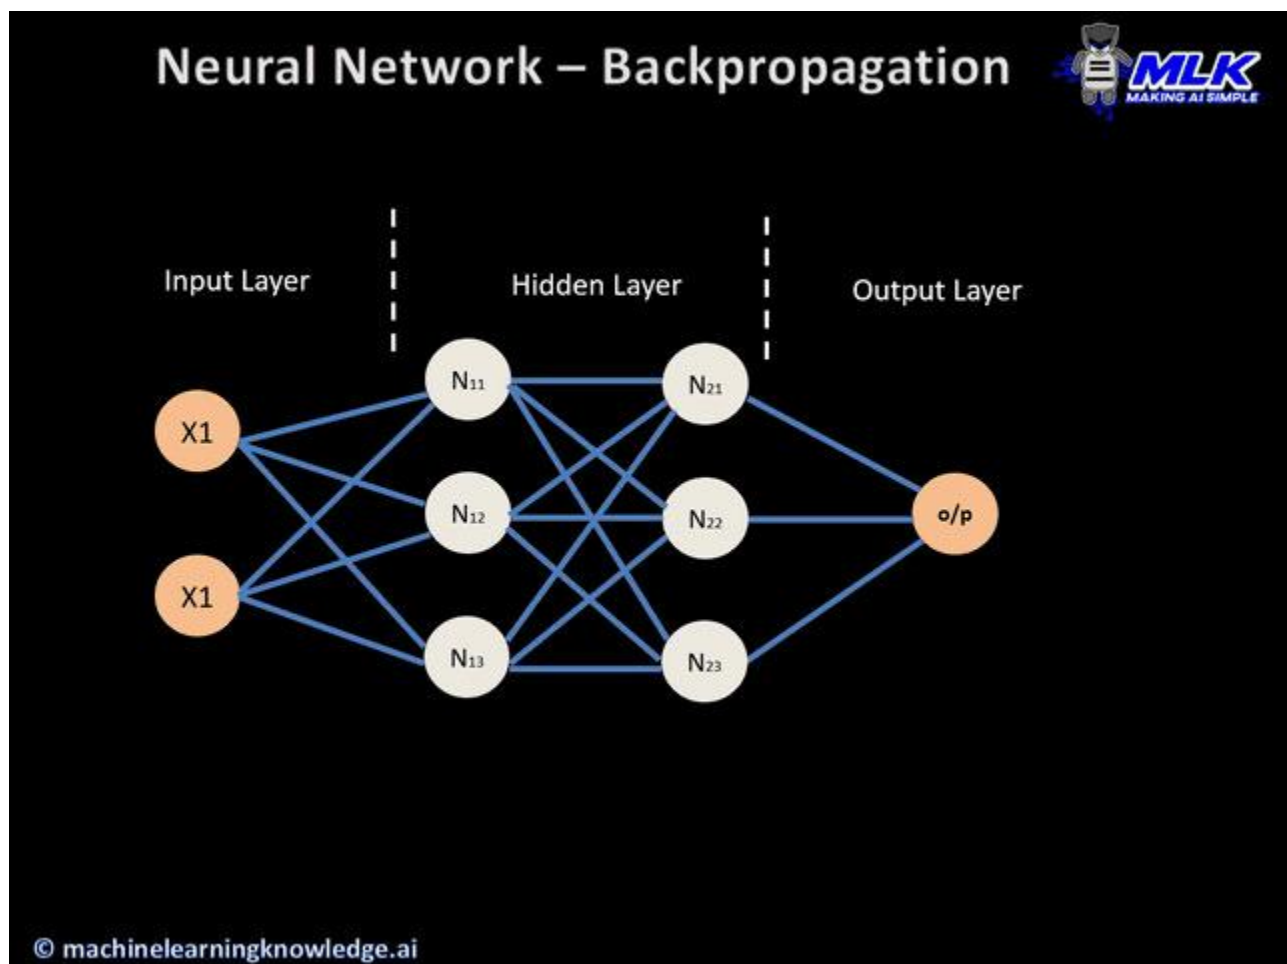 Neural Network – Backpropagation
MLK
MAKING AI SIMPLE
Input Layer
Hidden Layer
Output Layer
N₁₁
N₂₁
X1
N₁₂
N₂₂
o/p
X1
N₁₃
N₂₃
© machinelearningknowledge.ai